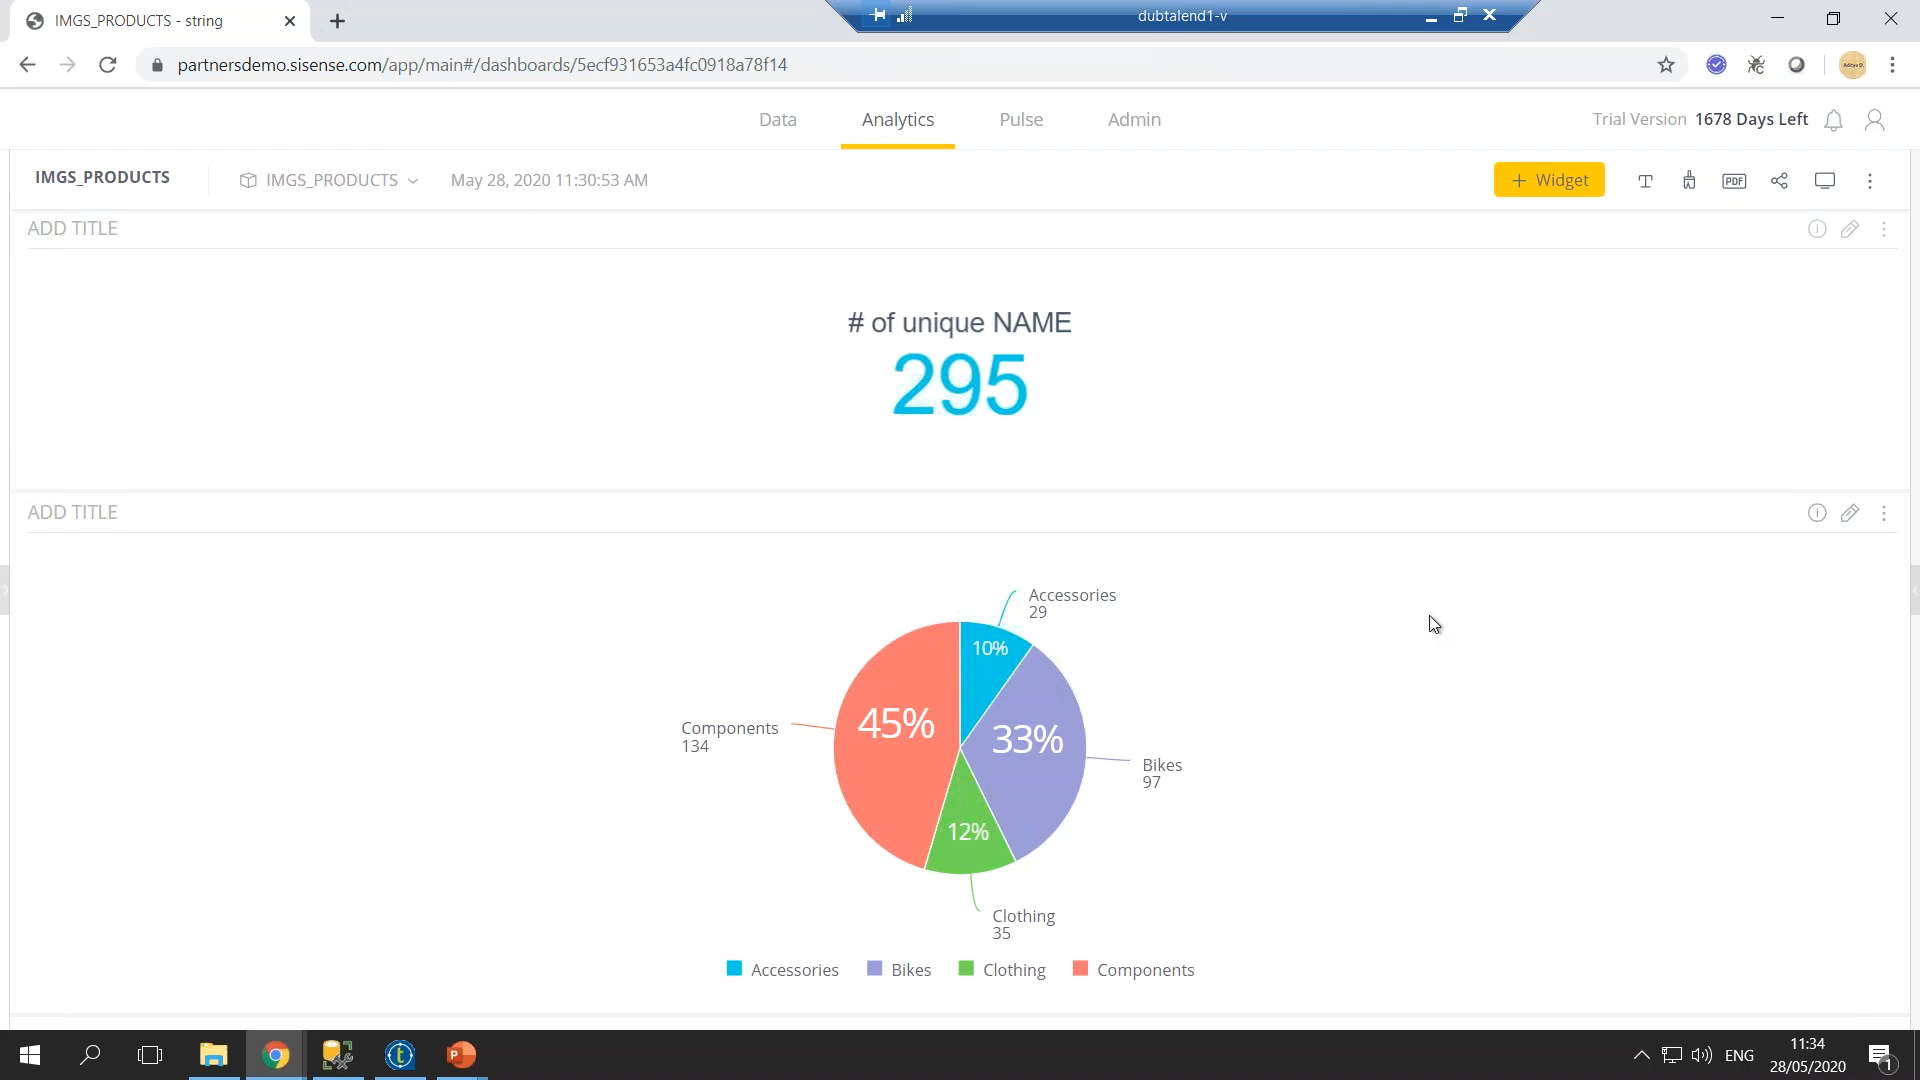 IMGS_PRODUCTS - string
dubtalend1-v
partnersdemo.sisense.com/app/main#/dashboards/5ecf931653a4fc0918a78f14
Aditya D.
Data Analytics Pulse Admin
Trial Version 1678 Days Left
IMGS_PRODUCTS
IMGS_PRODUCTS
May 28, 2020 11:30:53 AM
+ Widget
PDF
ADD TITLE
# of unique NAME
295
ADD TITLE
Accessories
29
10%
45%
33%
Components
134
Bikes
97
12%
Clothing
35
Accessories Bikes Clothing Components
ENG
11:34
28/05/2020
1